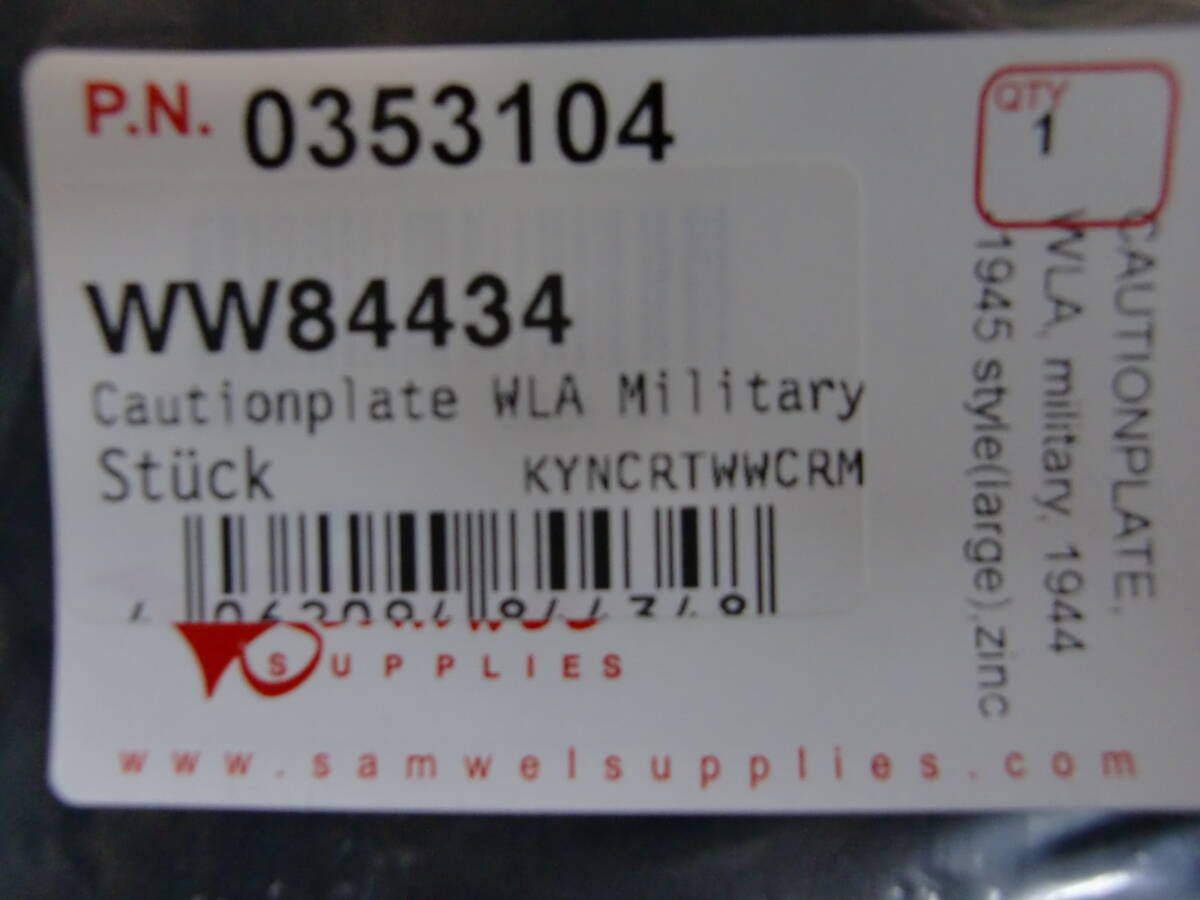 P.N. 0353104
QTY
1
WW84434
Cautionplate WLA Military
Stück KYNCRTWWCRM
SUPPLIES
www.samwelsupplies.com
CAUTIONPLATE,
WLA, military, 1944
1945 style(large),zinc